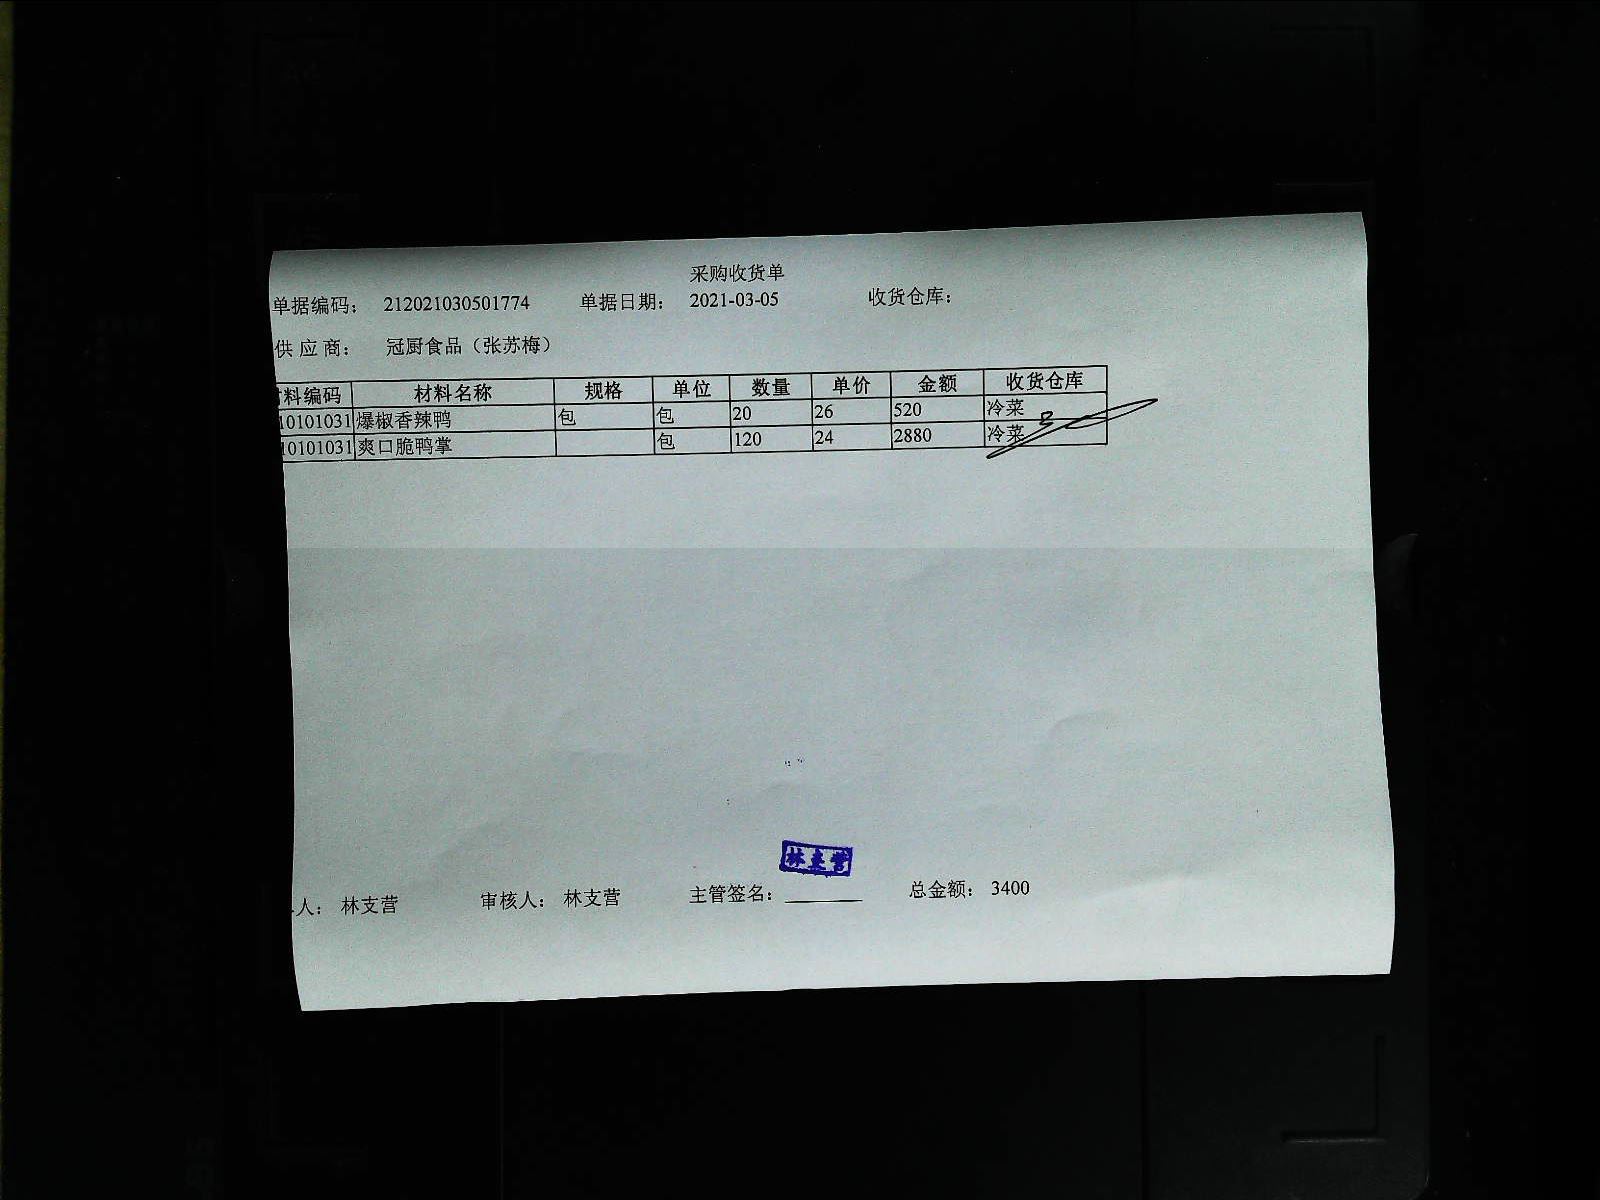 采购收货单
单据编码： 212021030501774 单据日期： 2021-03-05 收货仓库：
供应商： 冠厨食品（张苏梅）
料编码 材料名称 规格 单位 数量 单价 金额 收货仓库
10101031 爆椒香辣鸭 包 包 20 26 520 冷菜
10101031 爽口脆鸭掌 包 120 24 2880 冷菜
林支营
人： 林支营 审核人： 林支营 主管签名： 总金额： 3400